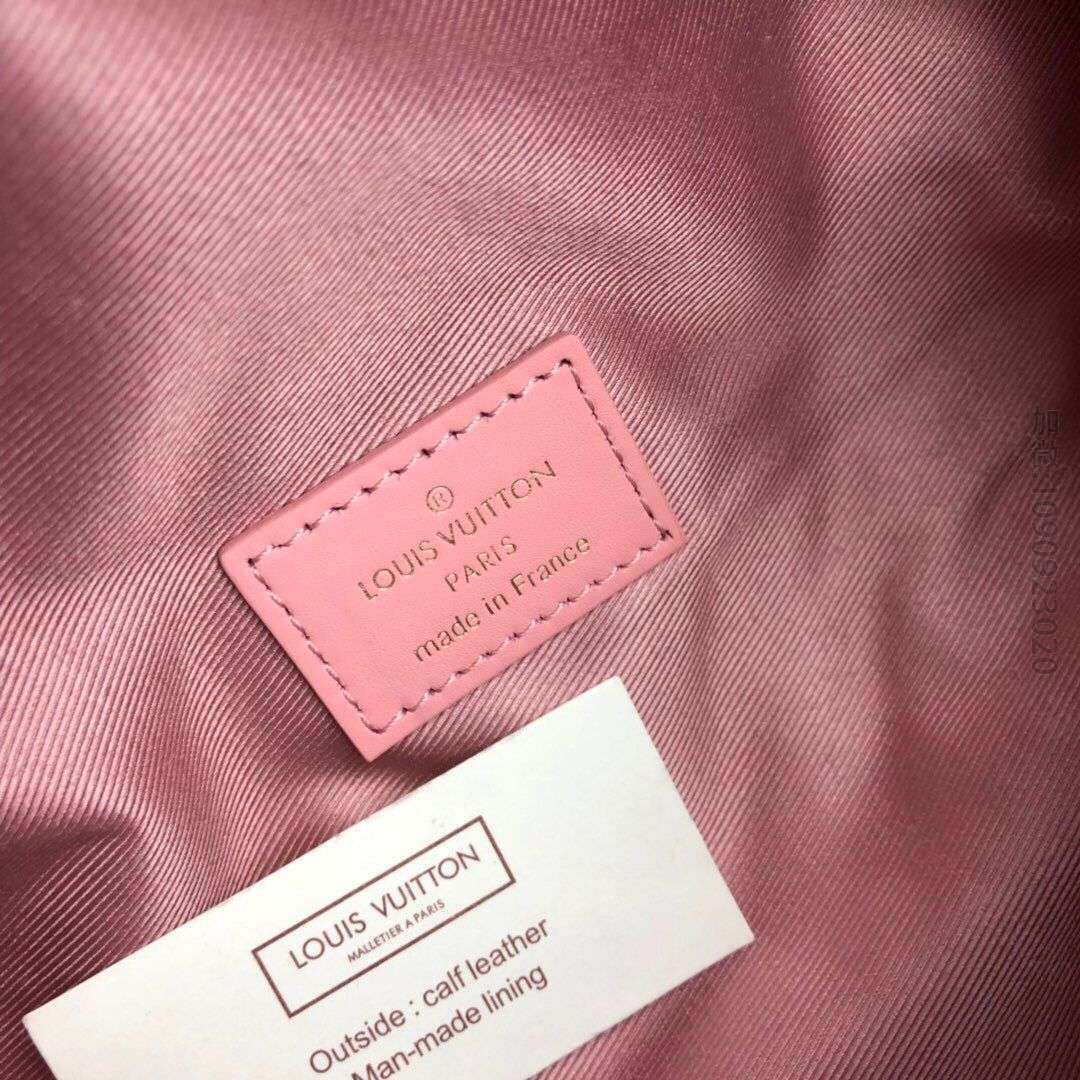 ®
LOUIS VUITTON
PARIS
made in France
LOUIS VUITTON
MALLETIER A PARIS
Outside : calf leather
Man-made lining